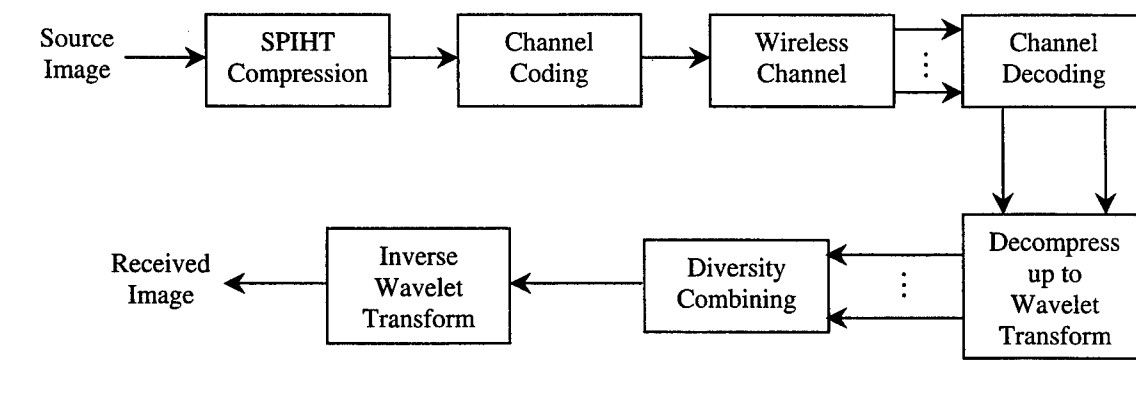 Source
Image
SPIHT
Compression
Channel
Coding
Wireless
Channel
Channel
Decoding
Decompress
up to
Wavelet
Transform
Diversity
Combining
Inverse
Wavelet
Transform
Received
Image